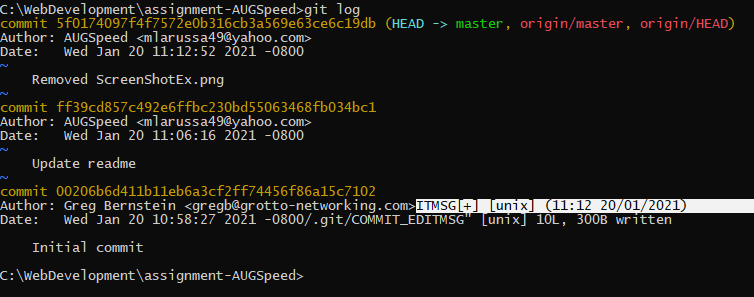 C:\WebDevelopment\assignment-AUGSpeed>git log
commit 5f0174097f4f7572e0b316cb3a569e63ce6c19db (HEAD -> master, origin/master, origin/HEAD)
Author: AUGSpeed <mlarussa49@yahoo.com>
Date:   Wed Jan 20 11:12:52 2021 -0800
~
    Removed ScreenShotEx.png
~
commit ff39cd857c492e6ffbc230bd55063468fb034bc1
Author: AUGSpeed <mlarussa49@yahoo.com>
Date:   Wed Jan 20 11:06:16 2021 -0800
~
    Update readme
~
commit 00206b6d411b11eb6a3cf2ff74456f86a15c7102
Author: Greg Bernstein <gregb@grotto-networking.com>ITMSG[+] [unix] (11:12 20/01/2021)
Date:   Wed Jan 20 10:58:27 2021 -0800/.git/COMMIT_EDITMSG" [unix] 10L, 300B written
    Initial commit
C:\WebDevelopment\assignment-AUGSpeed>